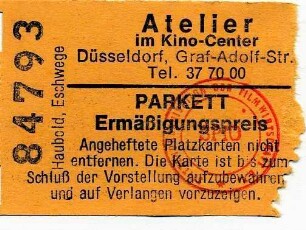 84793
Haubold, Eschwege
Atelier
im Kino-Center
Düsseldorf, Graf-Adolf-Str.
Tel. 37 70 00
PARKETT
Ermäßigungspreis
Angeheftete Platzkarten nicht
entfernen. Die Karte ist bis zum
Schluß der Vorstellung aufzubewahren
und auf Verlangen vorzuzeigen.